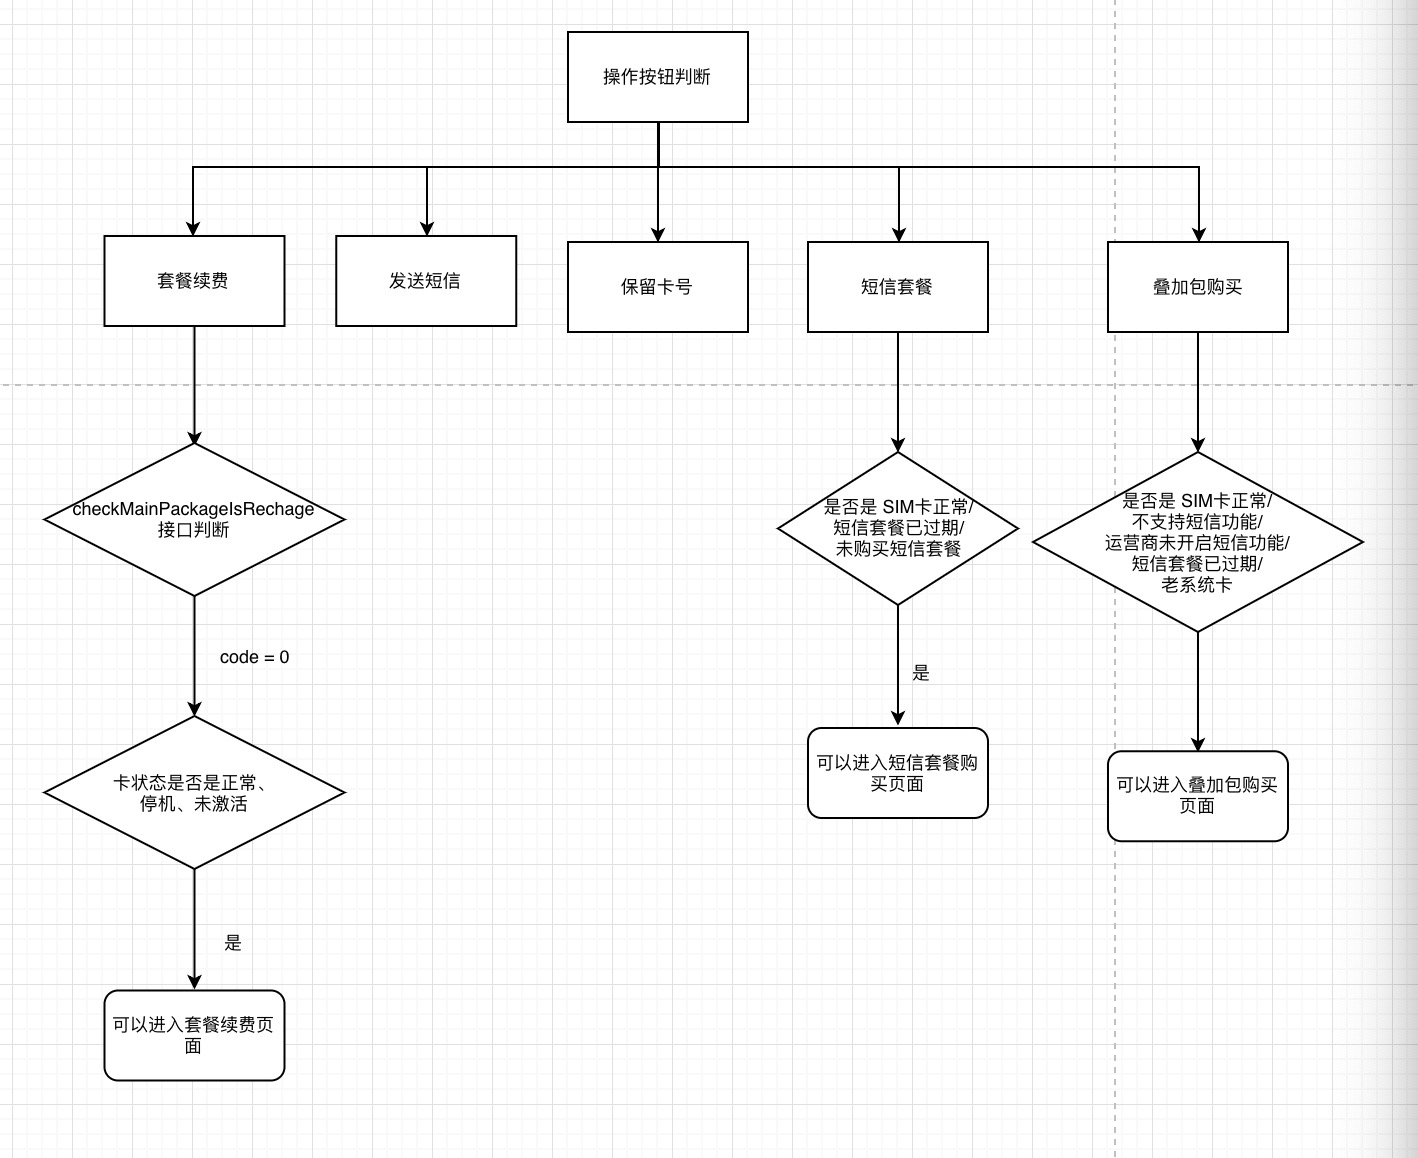 操作按钮判断
套餐续费
发送短信
保留卡号
短信套餐
叠加包购买
checkMainPackageIsRechage
接口判断
code = 0
卡状态是否是正常、
停机、未激活
是
可以进入套餐续费页
面
是否是 SIM卡正常/
短信套餐已过期/
未购买短信套餐
是
可以进入短信套餐购
买页面
是否是 SIM卡正常/
不支持短信功能/
运营商未开启短信功能/
短信套餐已过期/
老系统卡
可以进入叠加包购买
页面